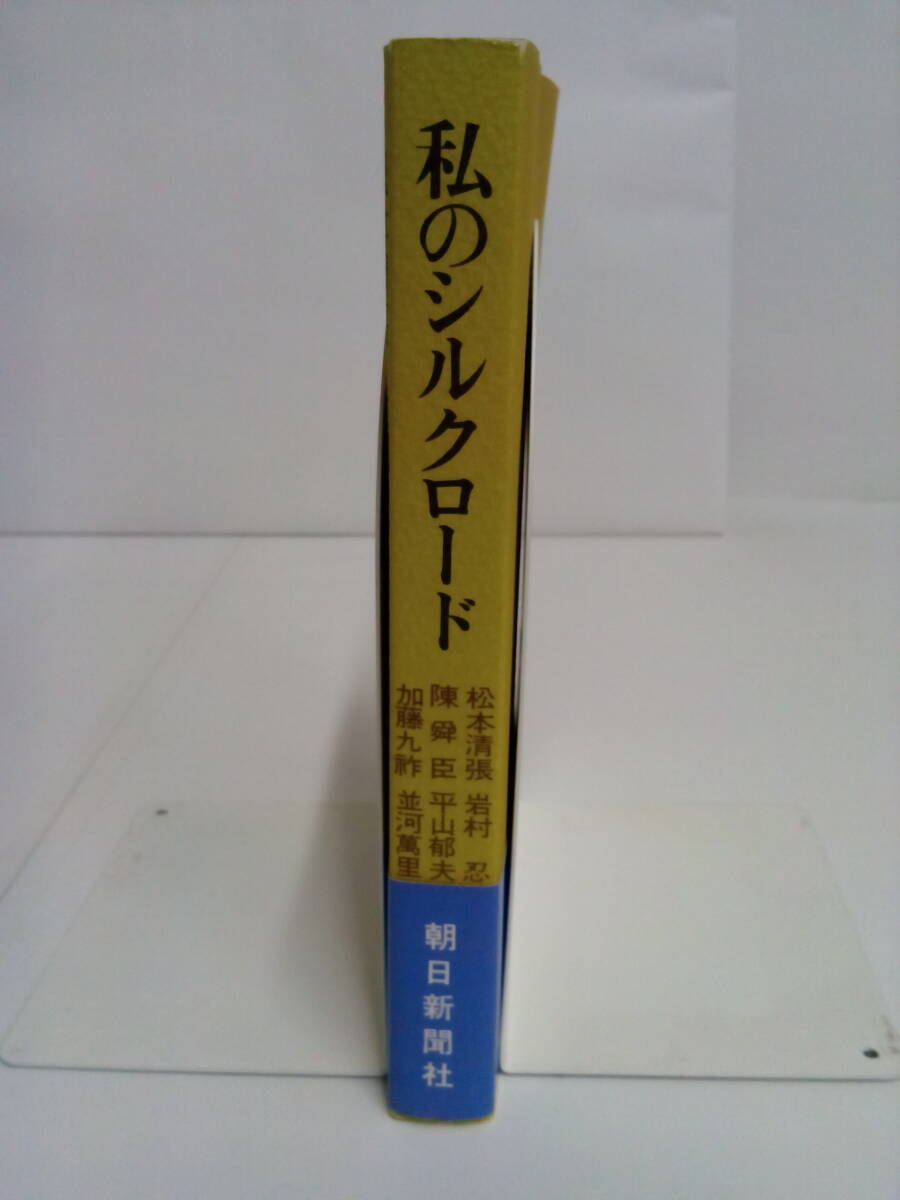 私のシルクロード
松本清張 岩村 忍
陳 舜 臣 平山郁夫
加藤九祚 並河萬里
朝日新聞社